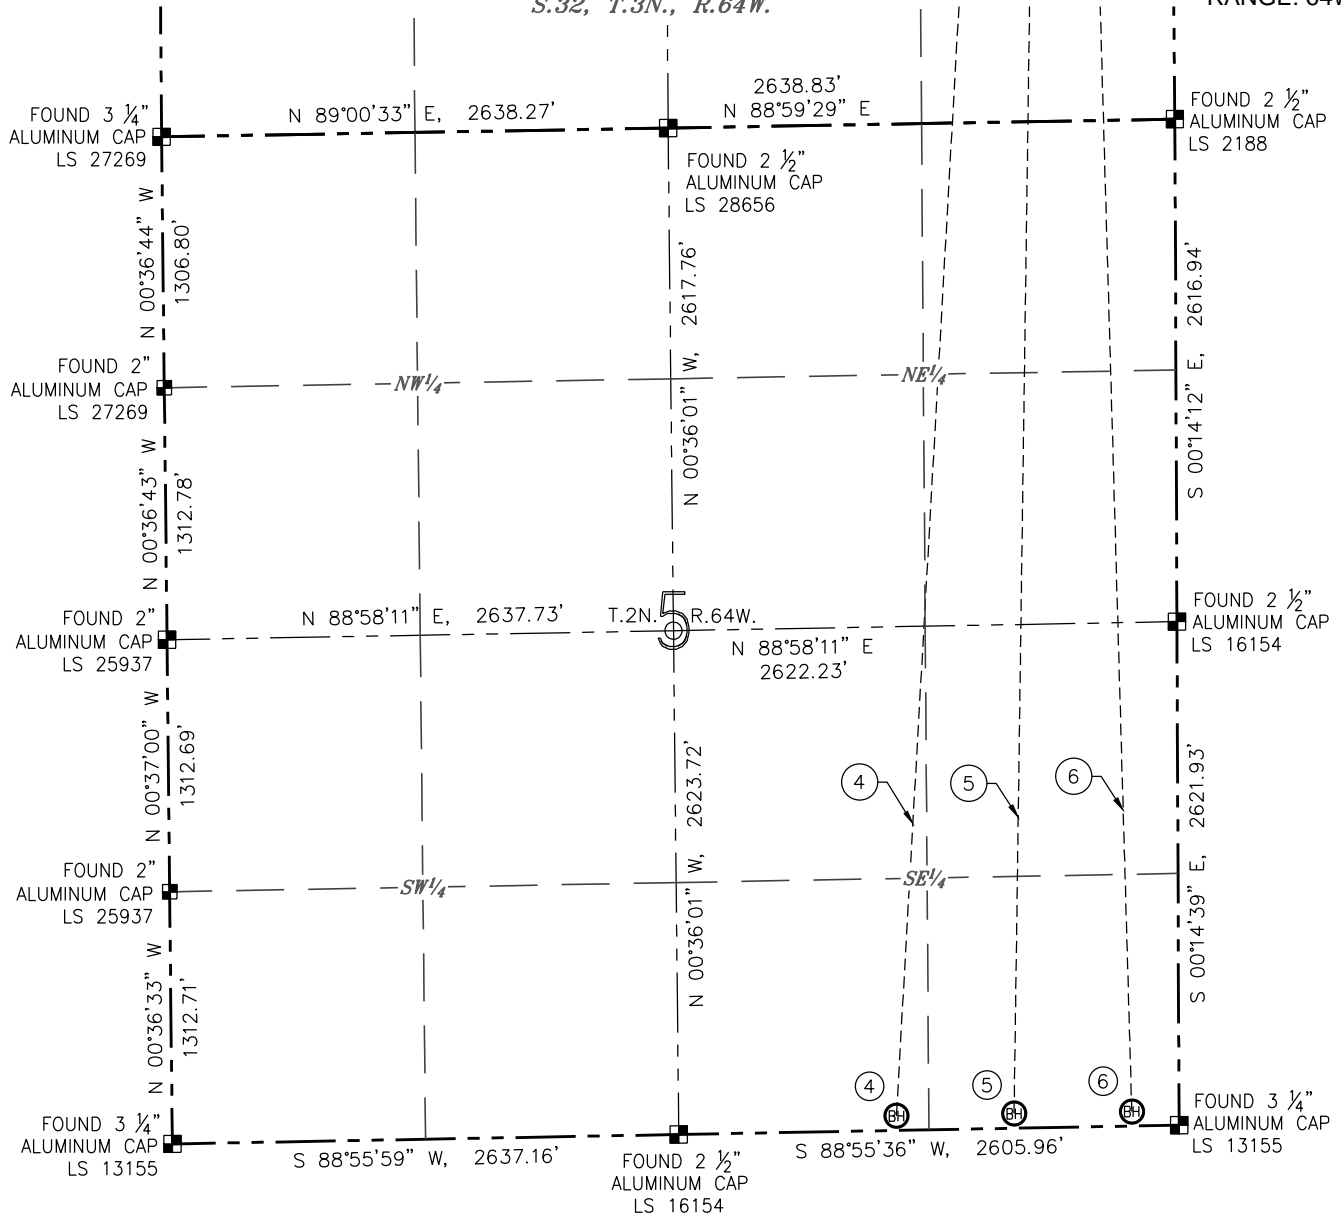 S.32, T.3N., R.64W.
RANGE: 64W
2638.83'
N 89°00'33" E, 2638.27'
N 88°59'29" E
FOUND 3 ¼"
ALUMINUM CAP
LS 27269
FOUND 2 ½"
ALUMINUM CAP
LS 28656
FOUND 2 ½"
ALUMINUM CAP
LS 2188
N 00°36'44" W
1306.80'
N 00°36'01" W, 2617.76'
S 00°14'12" E, 2616.94'
FOUND 2"
ALUMINUM CAP
LS 27269
NW¼
NE¼
N 00°36'43" W
1312.78'
FOUND 2"
ALUMINUM CAP
LS 25937
N 88°58'11" E, 2637.73'
T.2N. 5 R.64W.
N 88°58'11" E
2622.23'
FOUND 2 ½"
ALUMINUM CAP
LS 16154
N 00°37'00" W
1312.69'
N 00°36'01" W, 2623.72'
4
5
6
S 00°14'39" E, 2621.93'
FOUND 2"
ALUMINUM CAP
LS 25937
SW¼
SE¼
N 00°36'33" W
1312.71'
4
5
6
BH
BH
BH
FOUND 3 ¼"
ALUMINUM CAP
LS 13155
S 88°55'59" W, 2637.16'
FOUND 2 ½"
ALUMINUM CAP
LS 16154
S 88°55'36" W, 2605.96'
FOUND 3 ¼"
ALUMINUM CAP
LS 13155